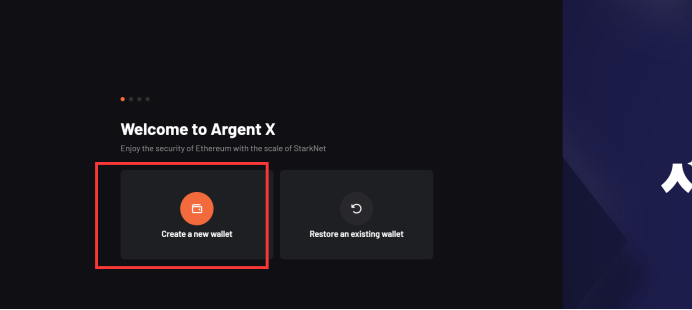 Welcome to Argent X
Enjoy the security of Ethereum with the scale of StarkNet
Create a new wallet
Restore an existing wallet